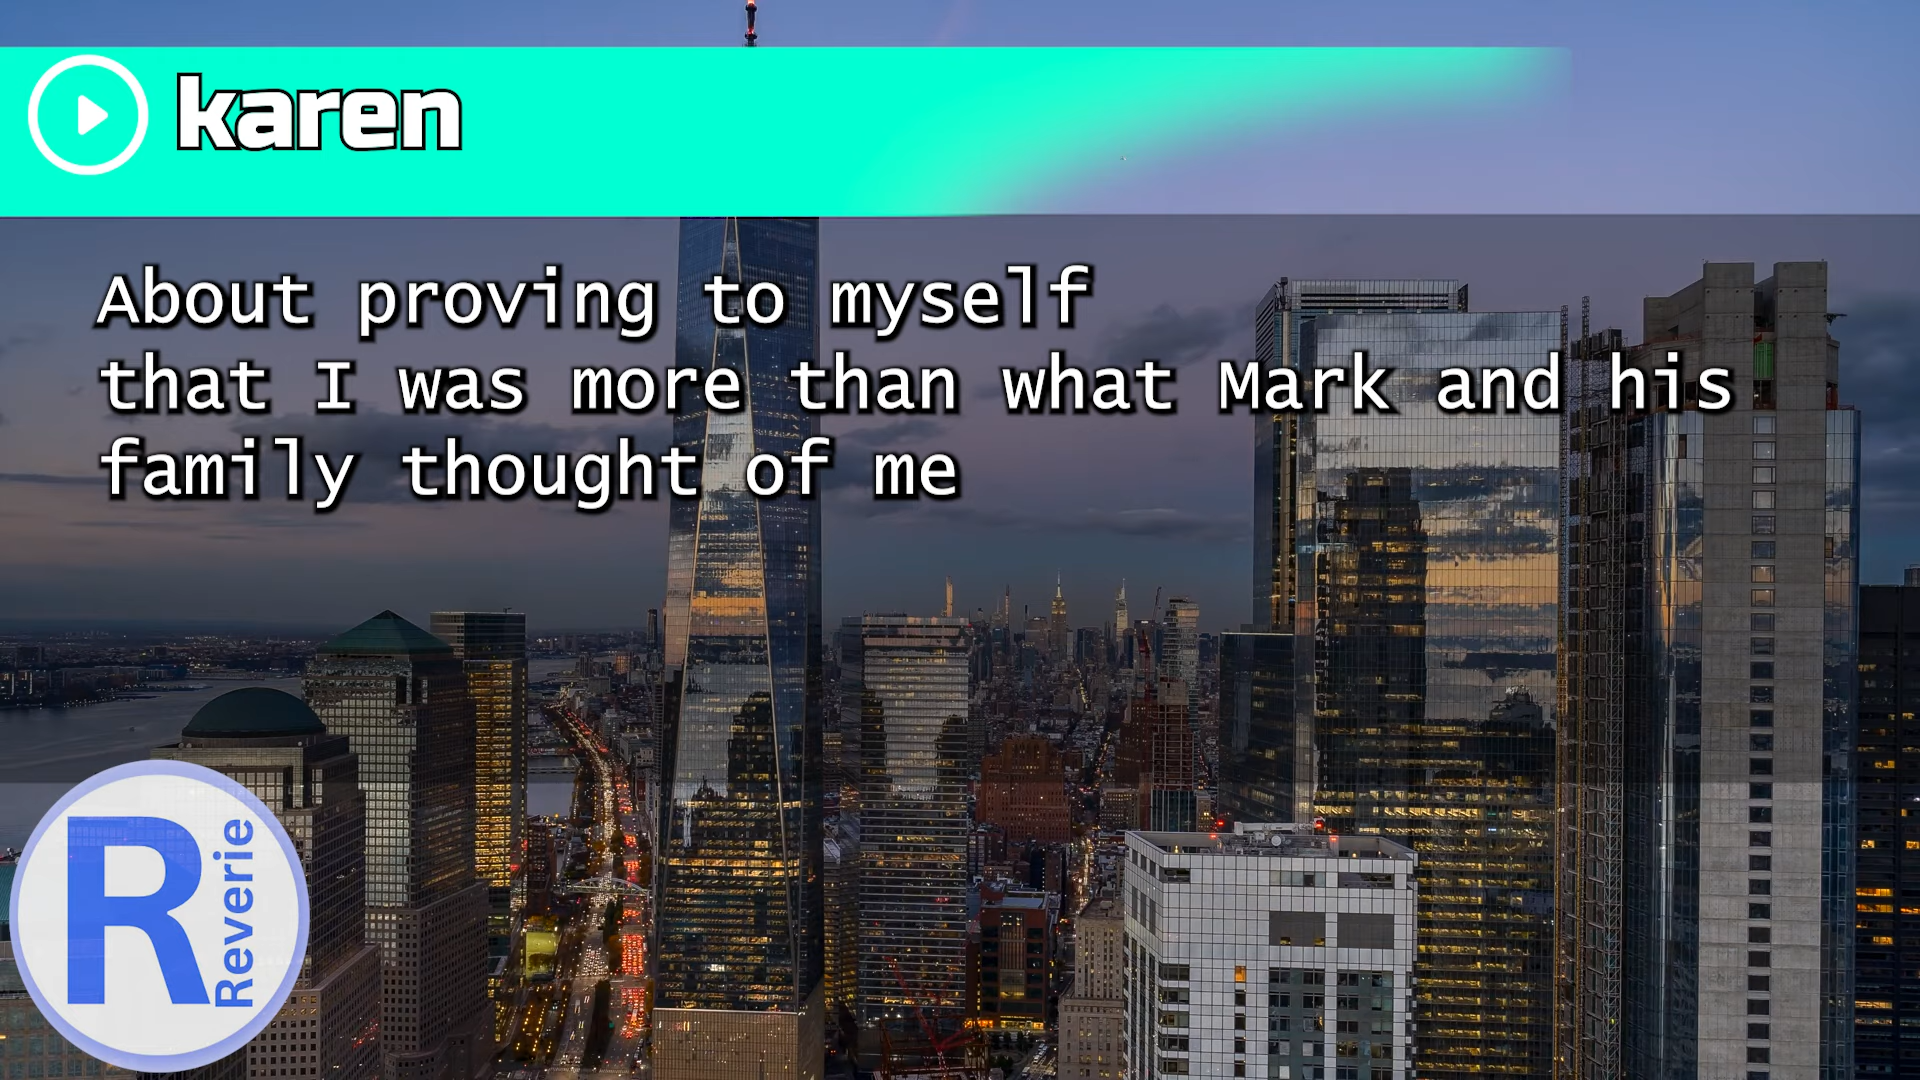 karen
About proving to myself
that I was more than what Mark and his
family thought of me
R
Reverie